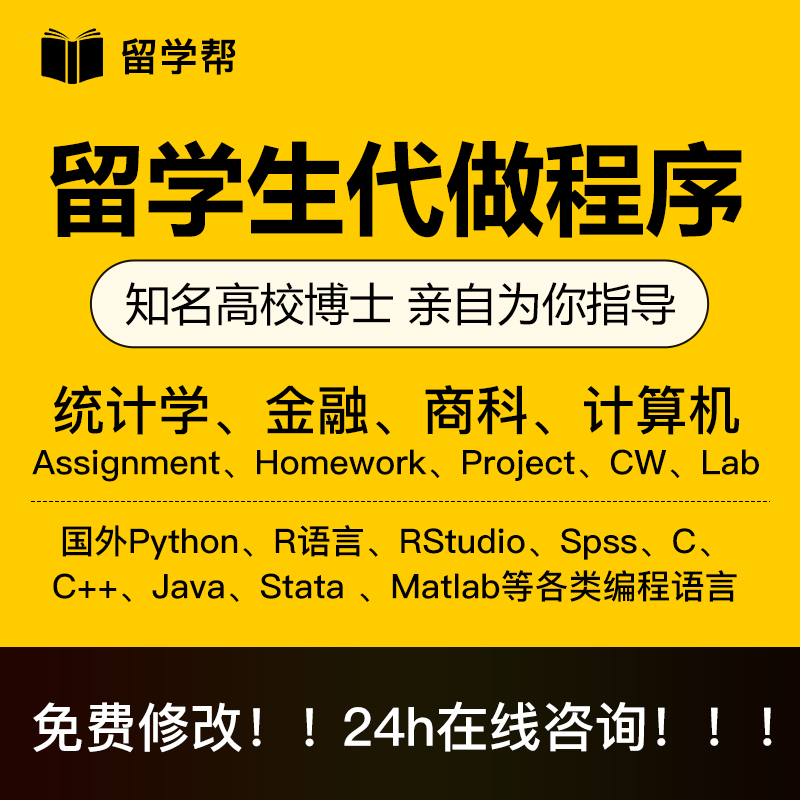 留学帮
留学生代做程序
知名高校博士 亲自为你指导
统计学、金融、商科、计算机
Assignment、Homework、Project、CW、Lab
国外Python、R语言、RStudio、Spss、C、
C++、Java、Stata 、Matlab等各类编程语言
免费修改！！24h在线咨询！！！